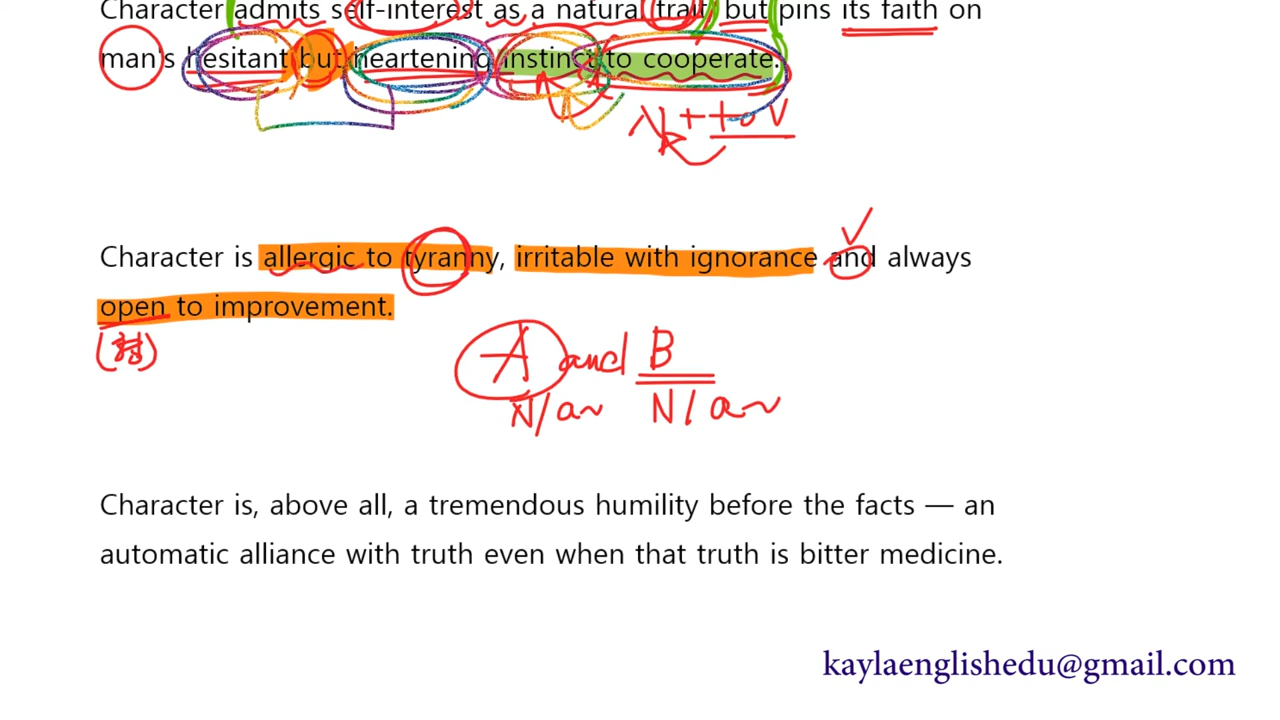 Character admits self-interest as a natural trait, but pins its faith on
man's hesitant but heartening instinct to cooperate.
N + to V
Character is allergic to tyranny, irritable with ignorance and always
open to improvement.
(형)
A and B
N/a~ N/a~
Character is, above all, a tremendous humility before the facts — an
automatic alliance with truth even when that truth is bitter medicine.
kaylaenglishedu@gmail.com